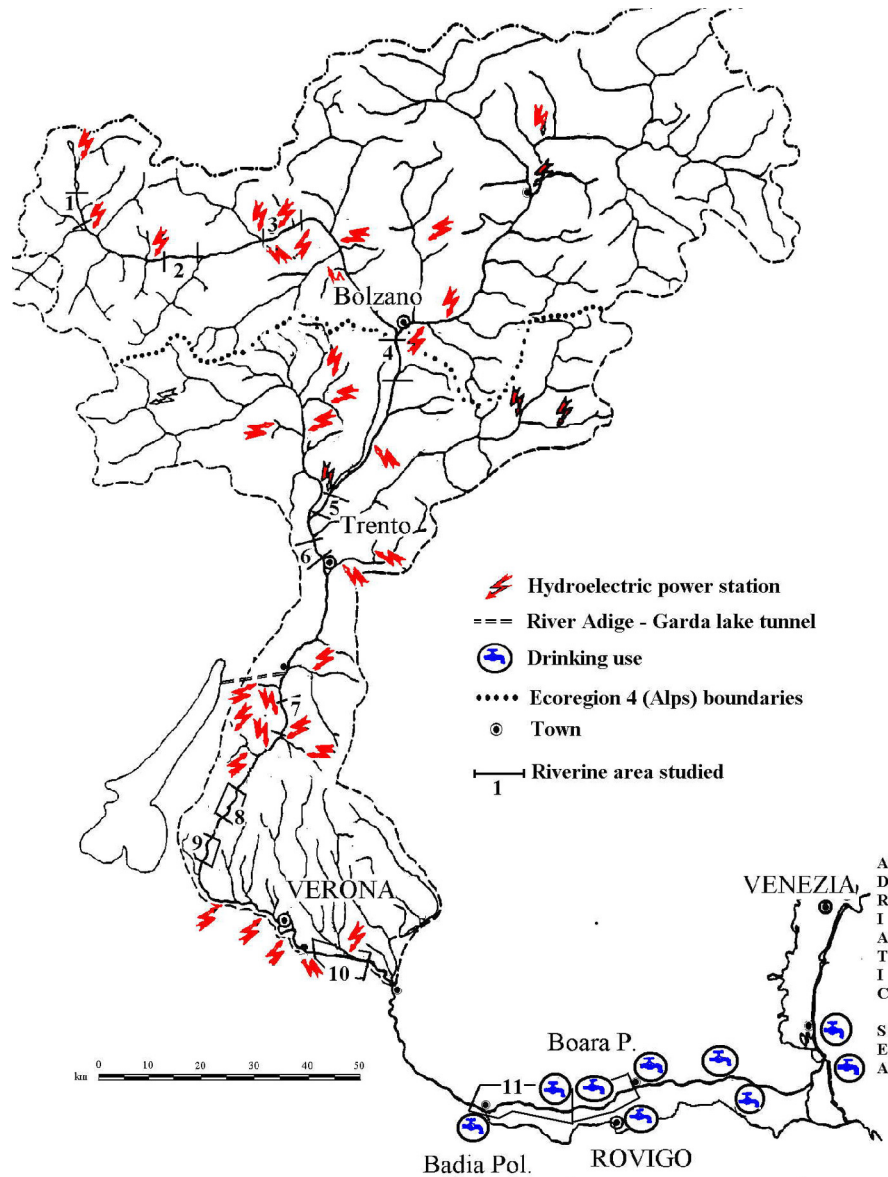 1
2
3
Bolzano
4
5
Trento
6
Hydroelectric power station
River Adige - Garda lake tunnel
Drinking use
Ecoregion 4 (Alps) boundaries
Town
Riverine area studied
1
7
8
9
VERONA
10
VENEZIA
ADRIATIC SEA
0 10 20 30 40 50
km
Boara P.
11
Badia Pol.
ROVIGO